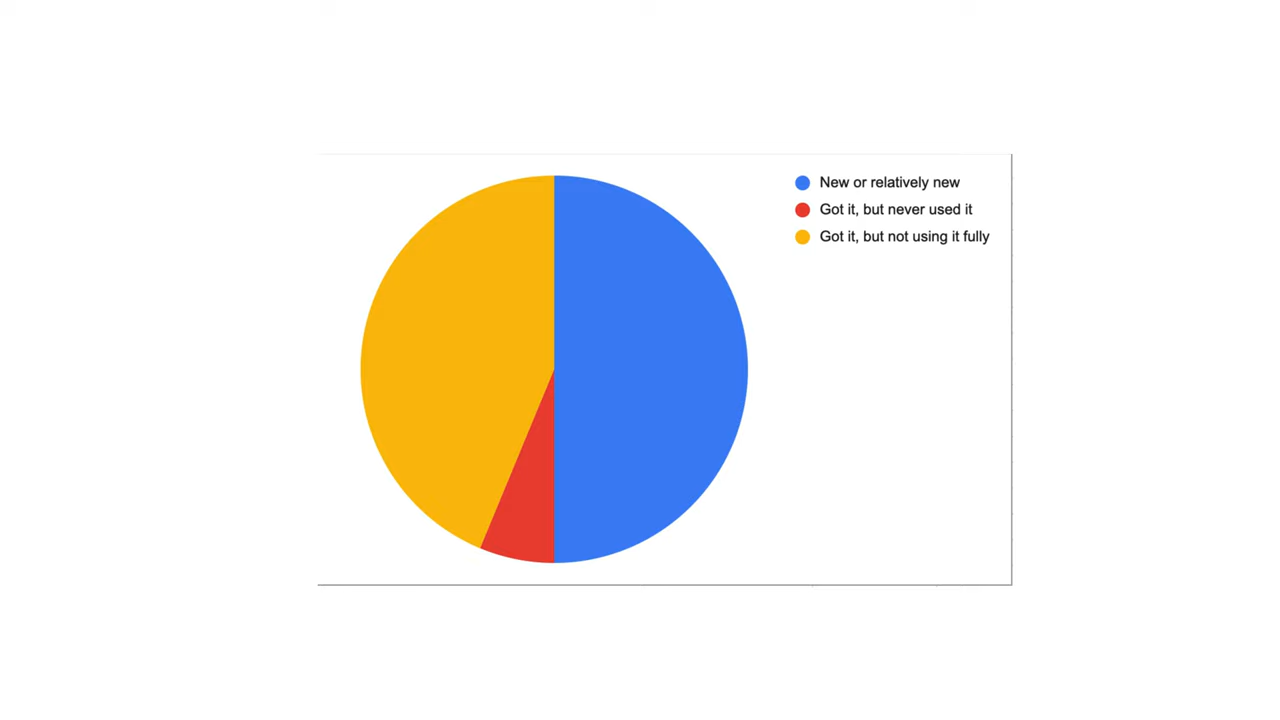 New or relatively new
Got it, but never used it
Got it, but not using it fully